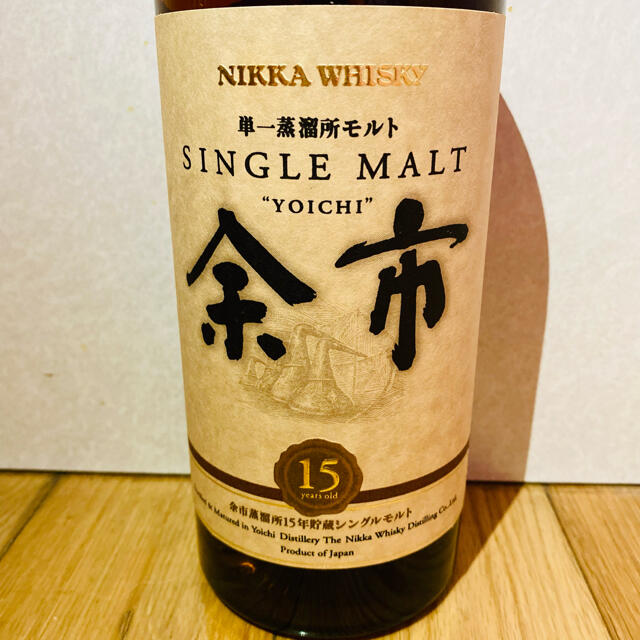 NIKKA WHISKY
単一蒸溜所モルト
SINGLE MALT
"YOICHI"
余市
15
years old
余市蒸溜所15年貯蔵シングルモルト
& Matured in Yoichi Distillery The Nikka Whisky Distilling Co.,Ltd.
Product of Japan